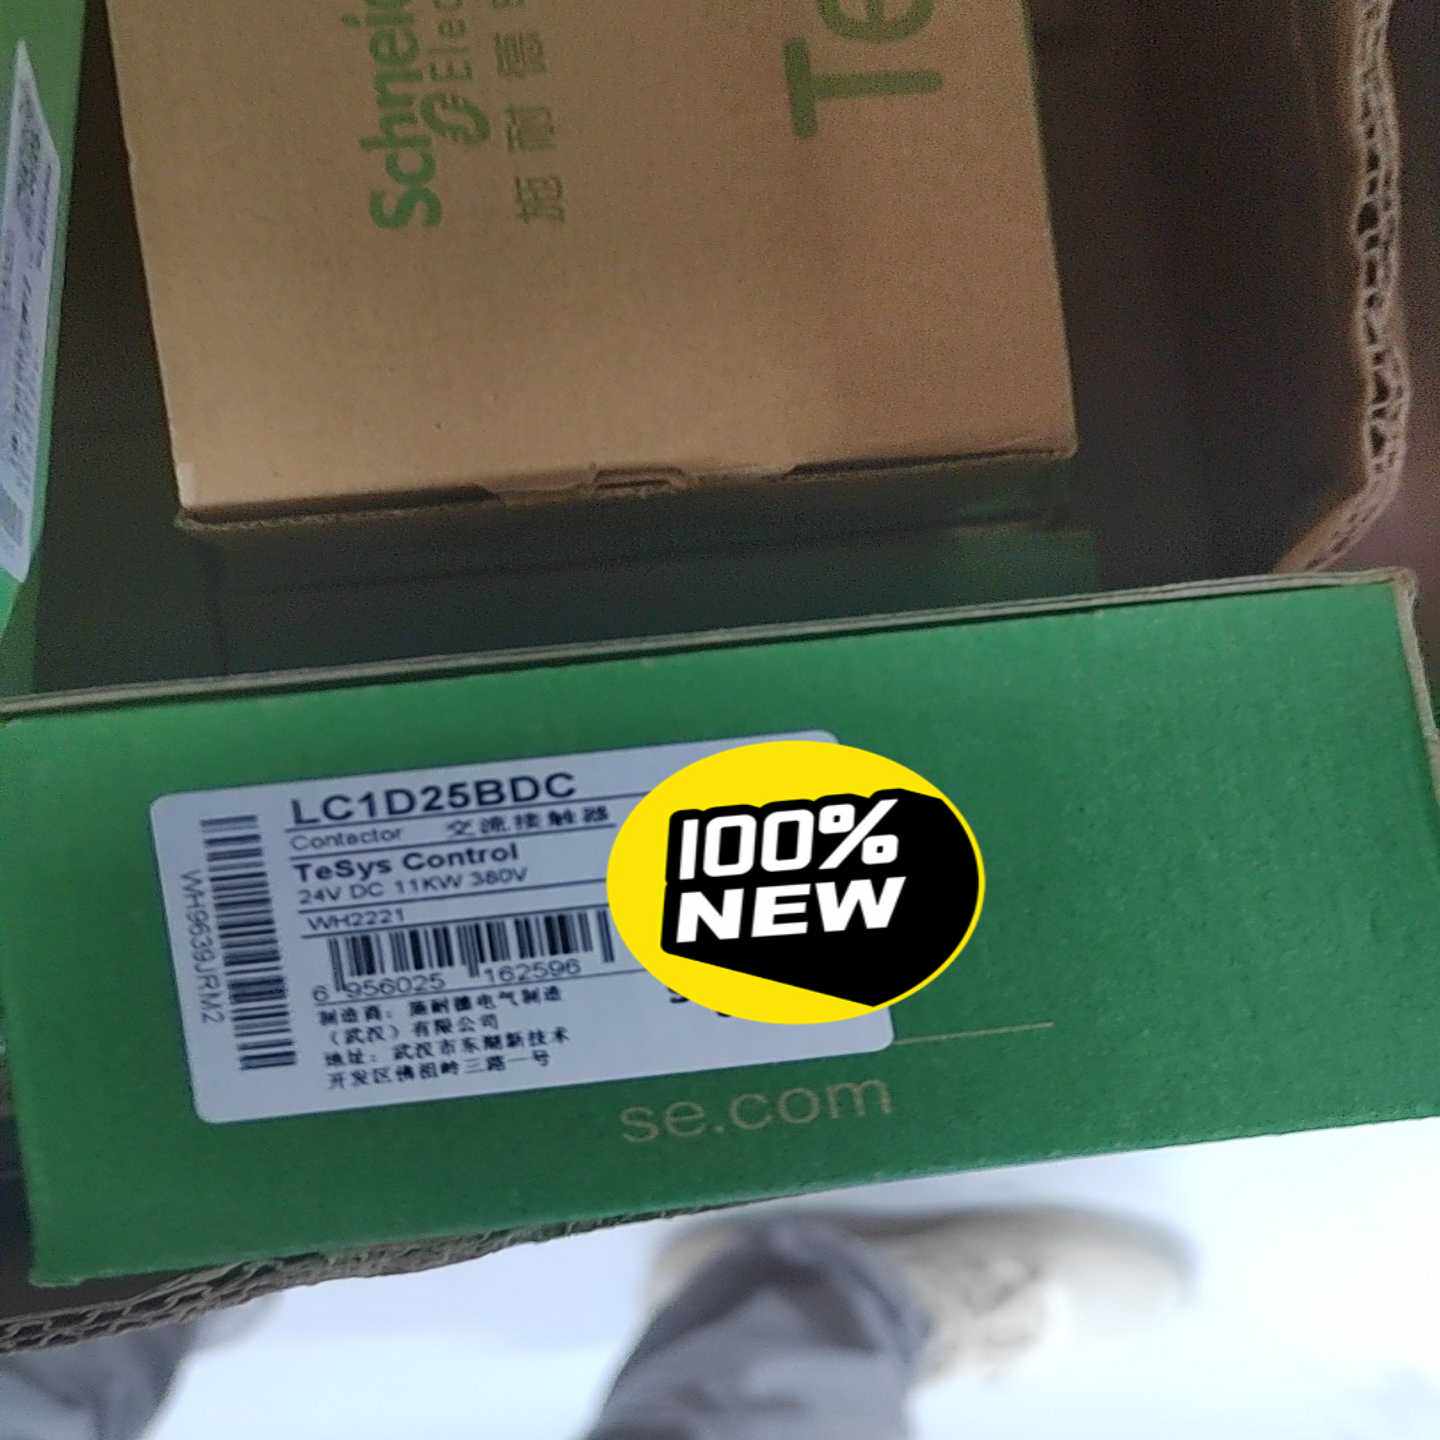 Schneid
Elec
施耐德
Te
LC1D25BDC
Contactor 交流接触器
TeSys Control
24V DC 11KW 380V
WH2221
6 956025 162596
制造商：施耐德电气制造
（武汉）有限公司
地址：武汉市东湖新技术
开发区佛祖岭三路一号
WH9639JRM2
100%
NEW
se.com